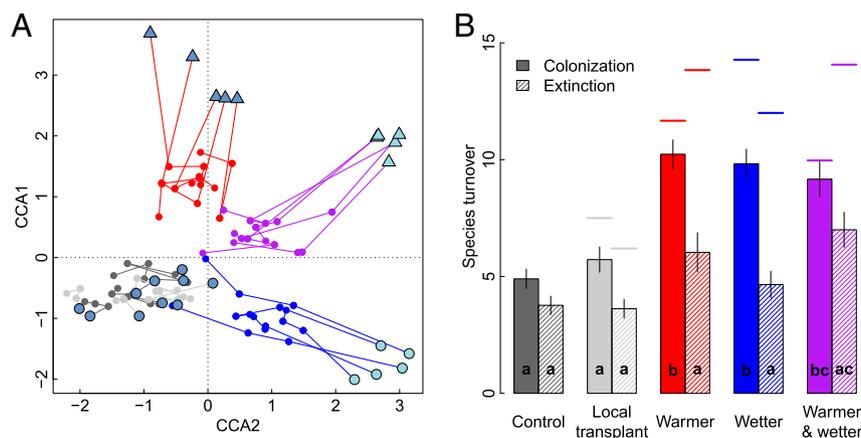 A
CCA1
3
2
1
0
−1
−2
−2 −1 0 1 2 3
CCA2
B
Species turnover
15
10
5
0
Colonization
Extinction
a a a a b a b a bc ac
Control Local transplant Warmer Wetter Warmer & wetter